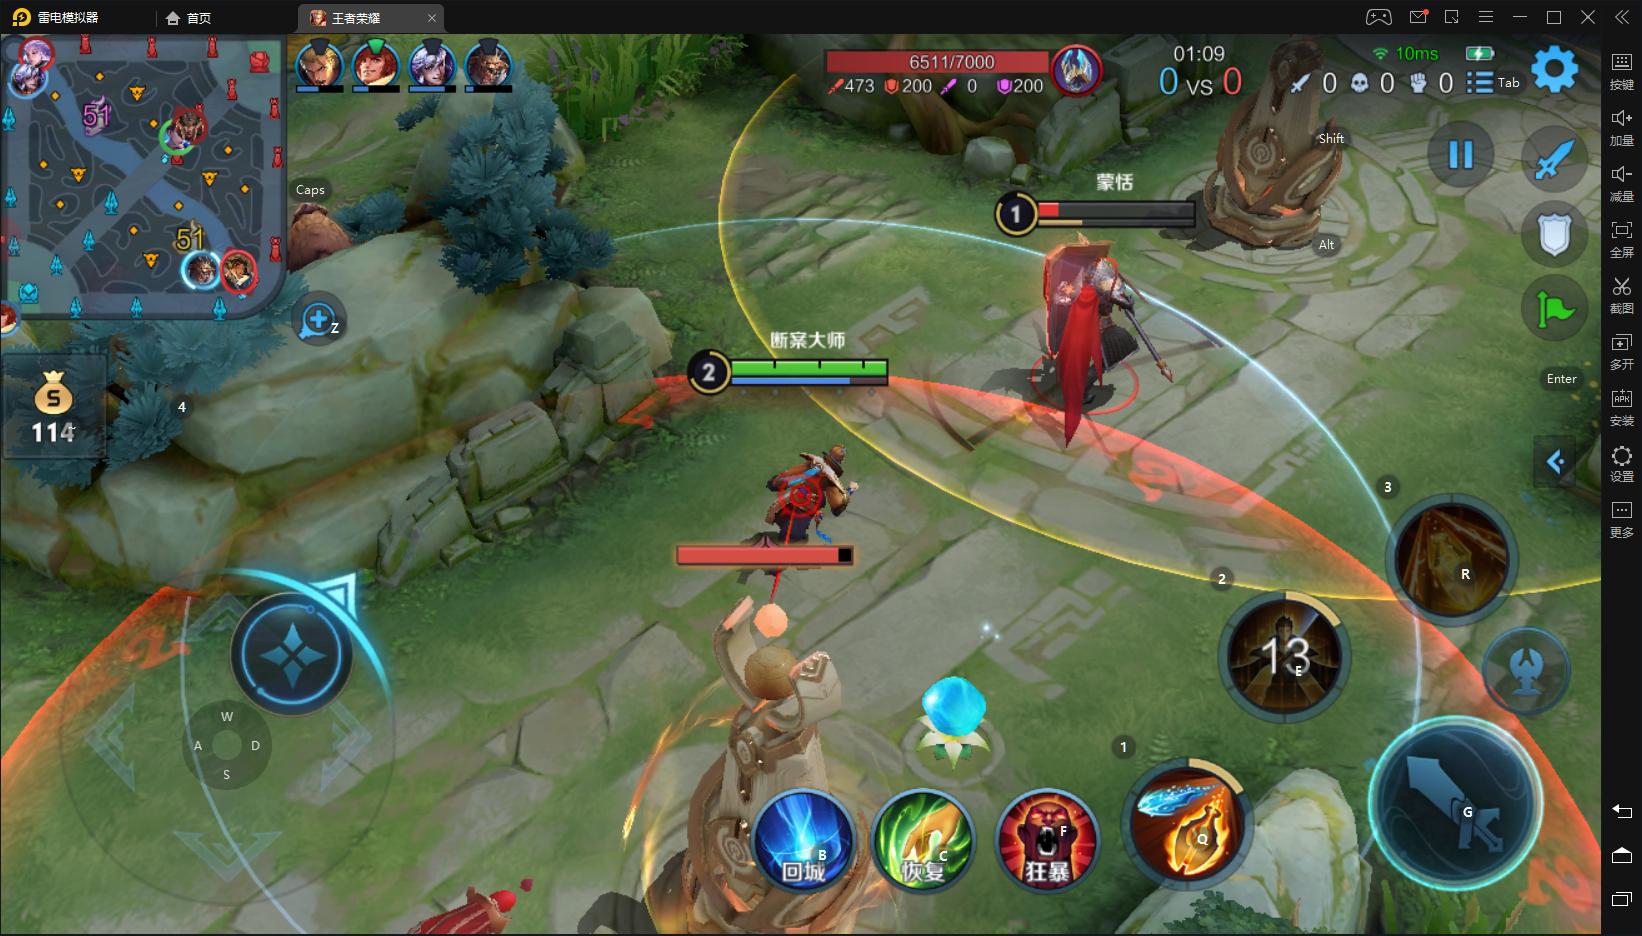 雷电模拟器
首页
王者荣耀
6511/7000
473 200 0 200
01:09
0 VS 0
10ms
0 0 0
Tab
按键
加量
减量
全屏
截图
多开
安装
设置
更多
51
51
Caps
Shift
Alt
Enter
Z
蒙恬
1
断案大师
2
S
114
4
3
R
2
13
E
1
Q
G
W
A D
S
B
回城
C
恢复
F
狂暴